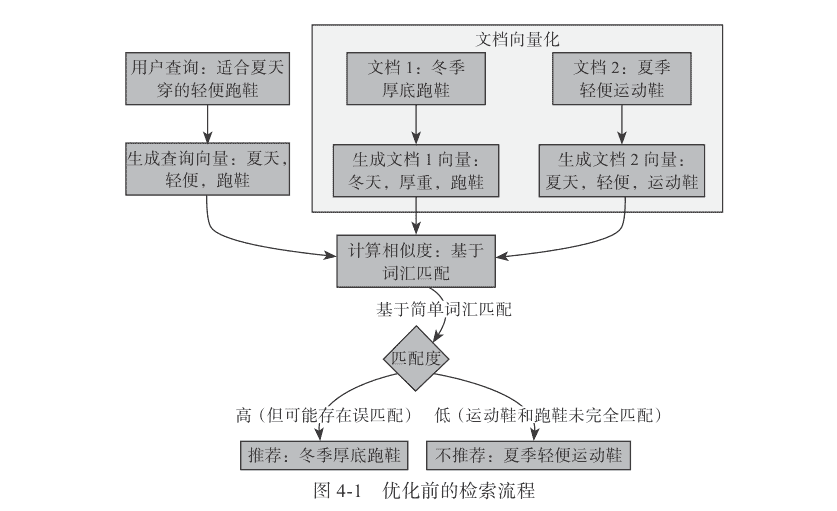 文档向量化
用户查询：适合夏天
穿的轻便跑鞋
文档 1：冬季
厚底跑鞋
文档 2：夏季
轻便运动鞋
生成查询向量：夏天，
轻便，跑鞋
生成文档 1 向量：
冬天，厚重，跑鞋
生成文档 2 向量：
夏天，轻便，运动鞋
计算相似度：基于
词汇匹配
基于简单词汇匹配
匹配度
高（但可能存在误匹配）
低（运动鞋和跑鞋未完全匹配）
推荐：冬季厚底跑鞋
不推荐：夏季轻便运动鞋
图 4-1　优化前的检索流程